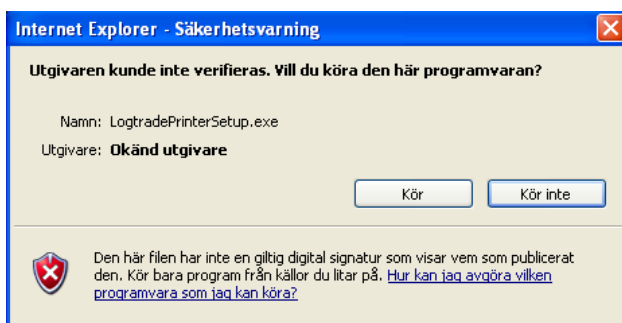 Internet Explorer - Säkerhetsvarning
Utgivaren kunde inte verifieras. Vill du köra den här programvaran?
Namn: LogtradePrinterSetup.exe
Utgivare: Okänd utgivare
Kör Kör inte
Den här filen har inte en giltig digital signatur som visar vem som publicerat
den. Kör bara program från källor du litar på. Hur kan jag avgöra vilken
programvara som jag kan köra?